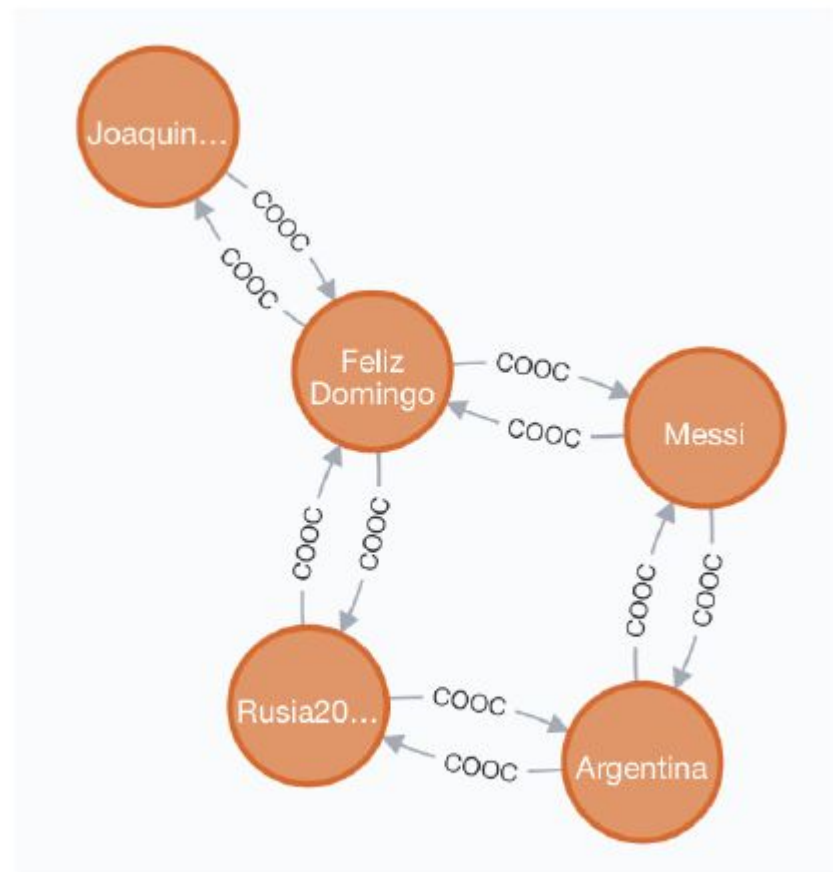 Joaquin...
COOC
COOC
Feliz
Domingo
COOC
COOC
Messi
COOC
COOC
COOC
COOC
Rusia20...
COOC
COOC
Argentina